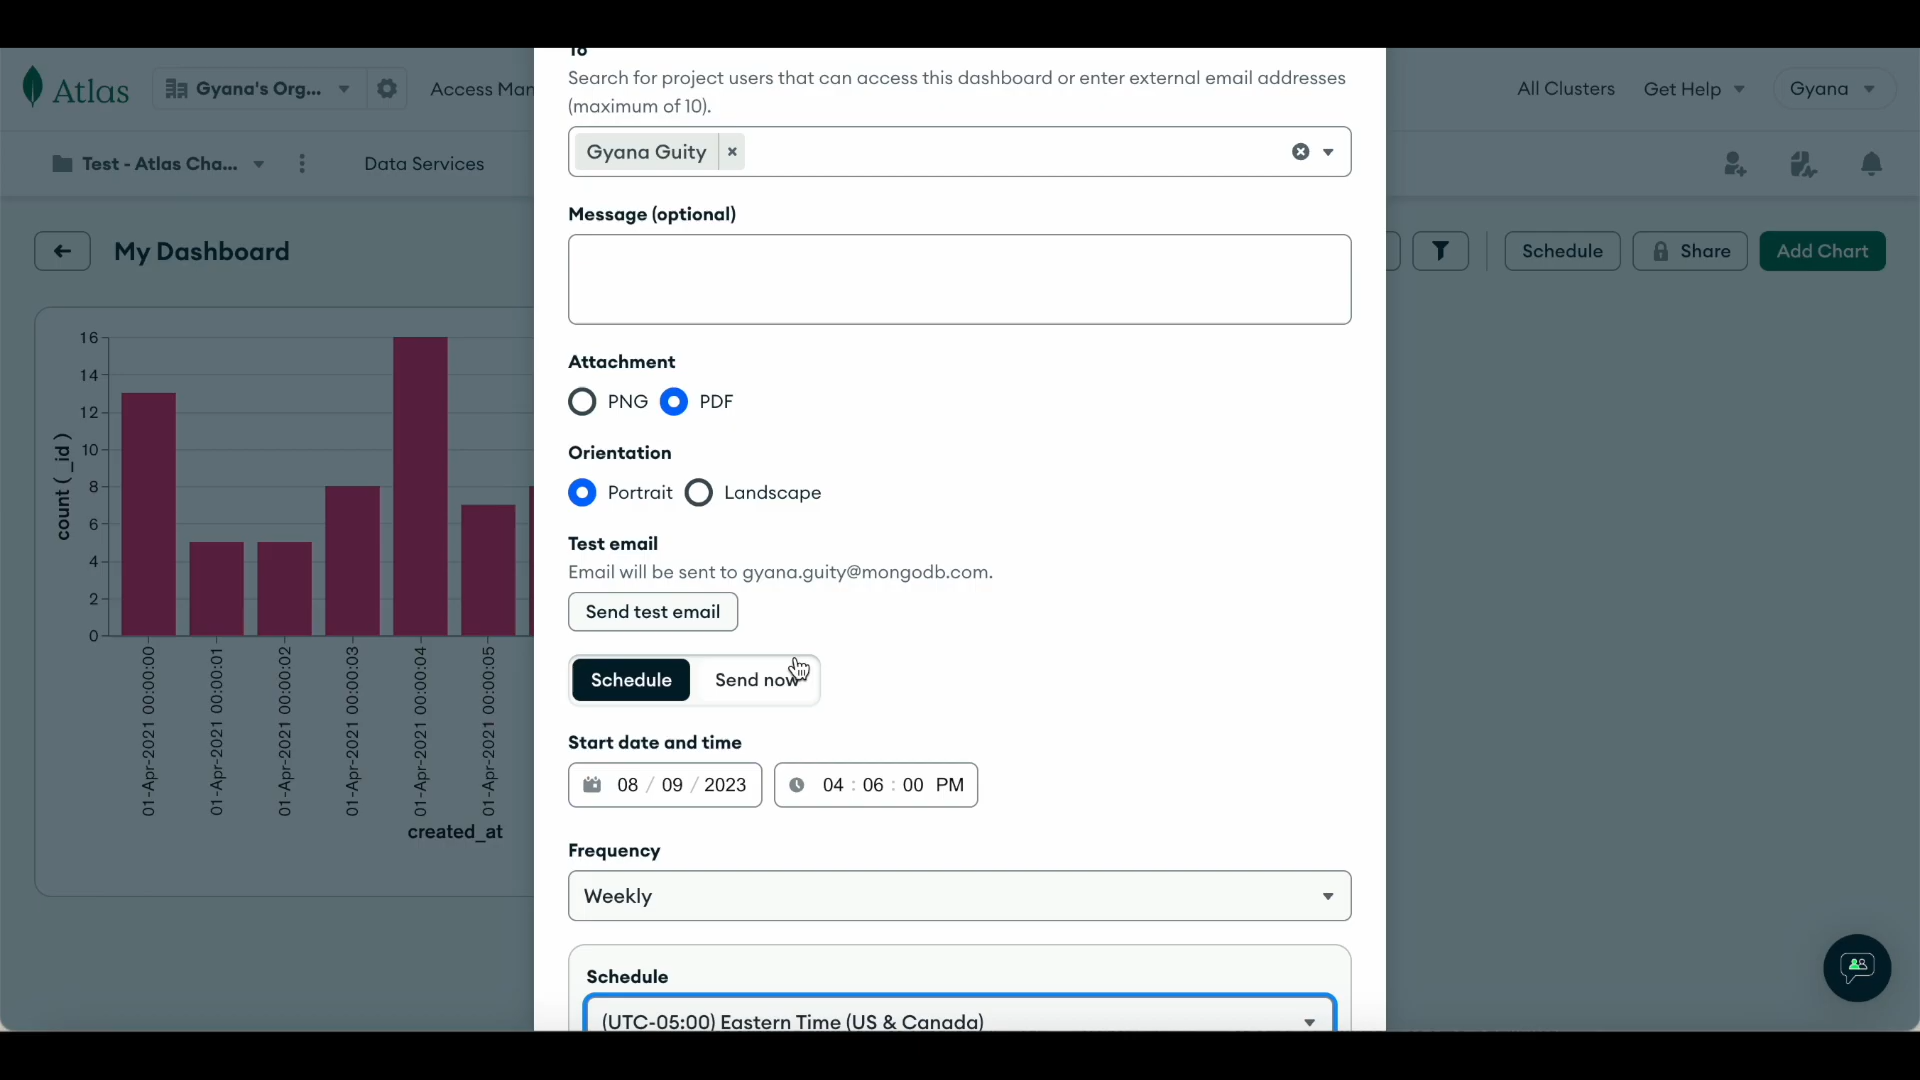 To
Search for project users that can access this dashboard or enter external email addresses
(maximum of 10).
Atlas
Gyana's Org...
Access Man
All Clusters
Get Help
Gyana
Gyana Guity ×
Test - Atlas Cha...
Data Services
Message (optional)
My Dashboard
Schedule
Share
Add Chart
Attachment
PNG
PDF
Orientation
Portrait
Landscape
Test email
Email will be sent to gyana.guity@mongodb.com.
Send test email
Schedule
Send now
Start date and time
08 / 09 / 2023
04 : 06 : 00 PM
Frequency
Weekly
Schedule
(UTC-05:00) Eastern Time (US & Canada)
16
14
12
10
8
6
4
2
0
count ( _id )
01-Apr-2021 00:00:00
01-Apr-2021 00:00:01
01-Apr-2021 00:00:02
01-Apr-2021 00:00:03
01-Apr-2021 00:00:04
01-Apr-2021 00:00:05
created_at